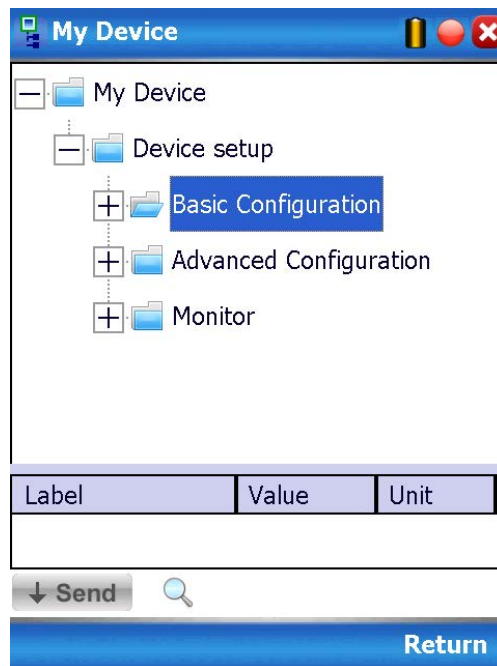 My Device
My Device
Device setup
Basic Configuration
Advanced Configuration
Monitor
Label Value Unit
Send
Return